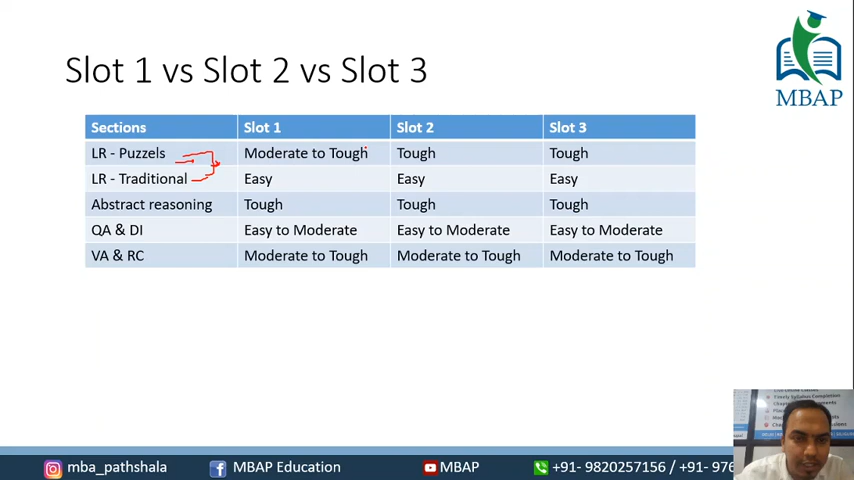 Slot 1 vs Slot 2 vs Slot 3
MBAP
Sections Slot 1 Slot 2 Slot 3
LR - Puzzels Moderate to Tough Tough Tough
LR - Traditional Easy Easy Easy
Abstract reasoning Tough Tough Tough
QA & DI Easy to Moderate Easy to Moderate Easy to Moderate
VA & RC Moderate to Tough Moderate to Tough Moderate to Tough
mba_pathshala MBAP Education MBAP +91- 9820257156 / +91- 976